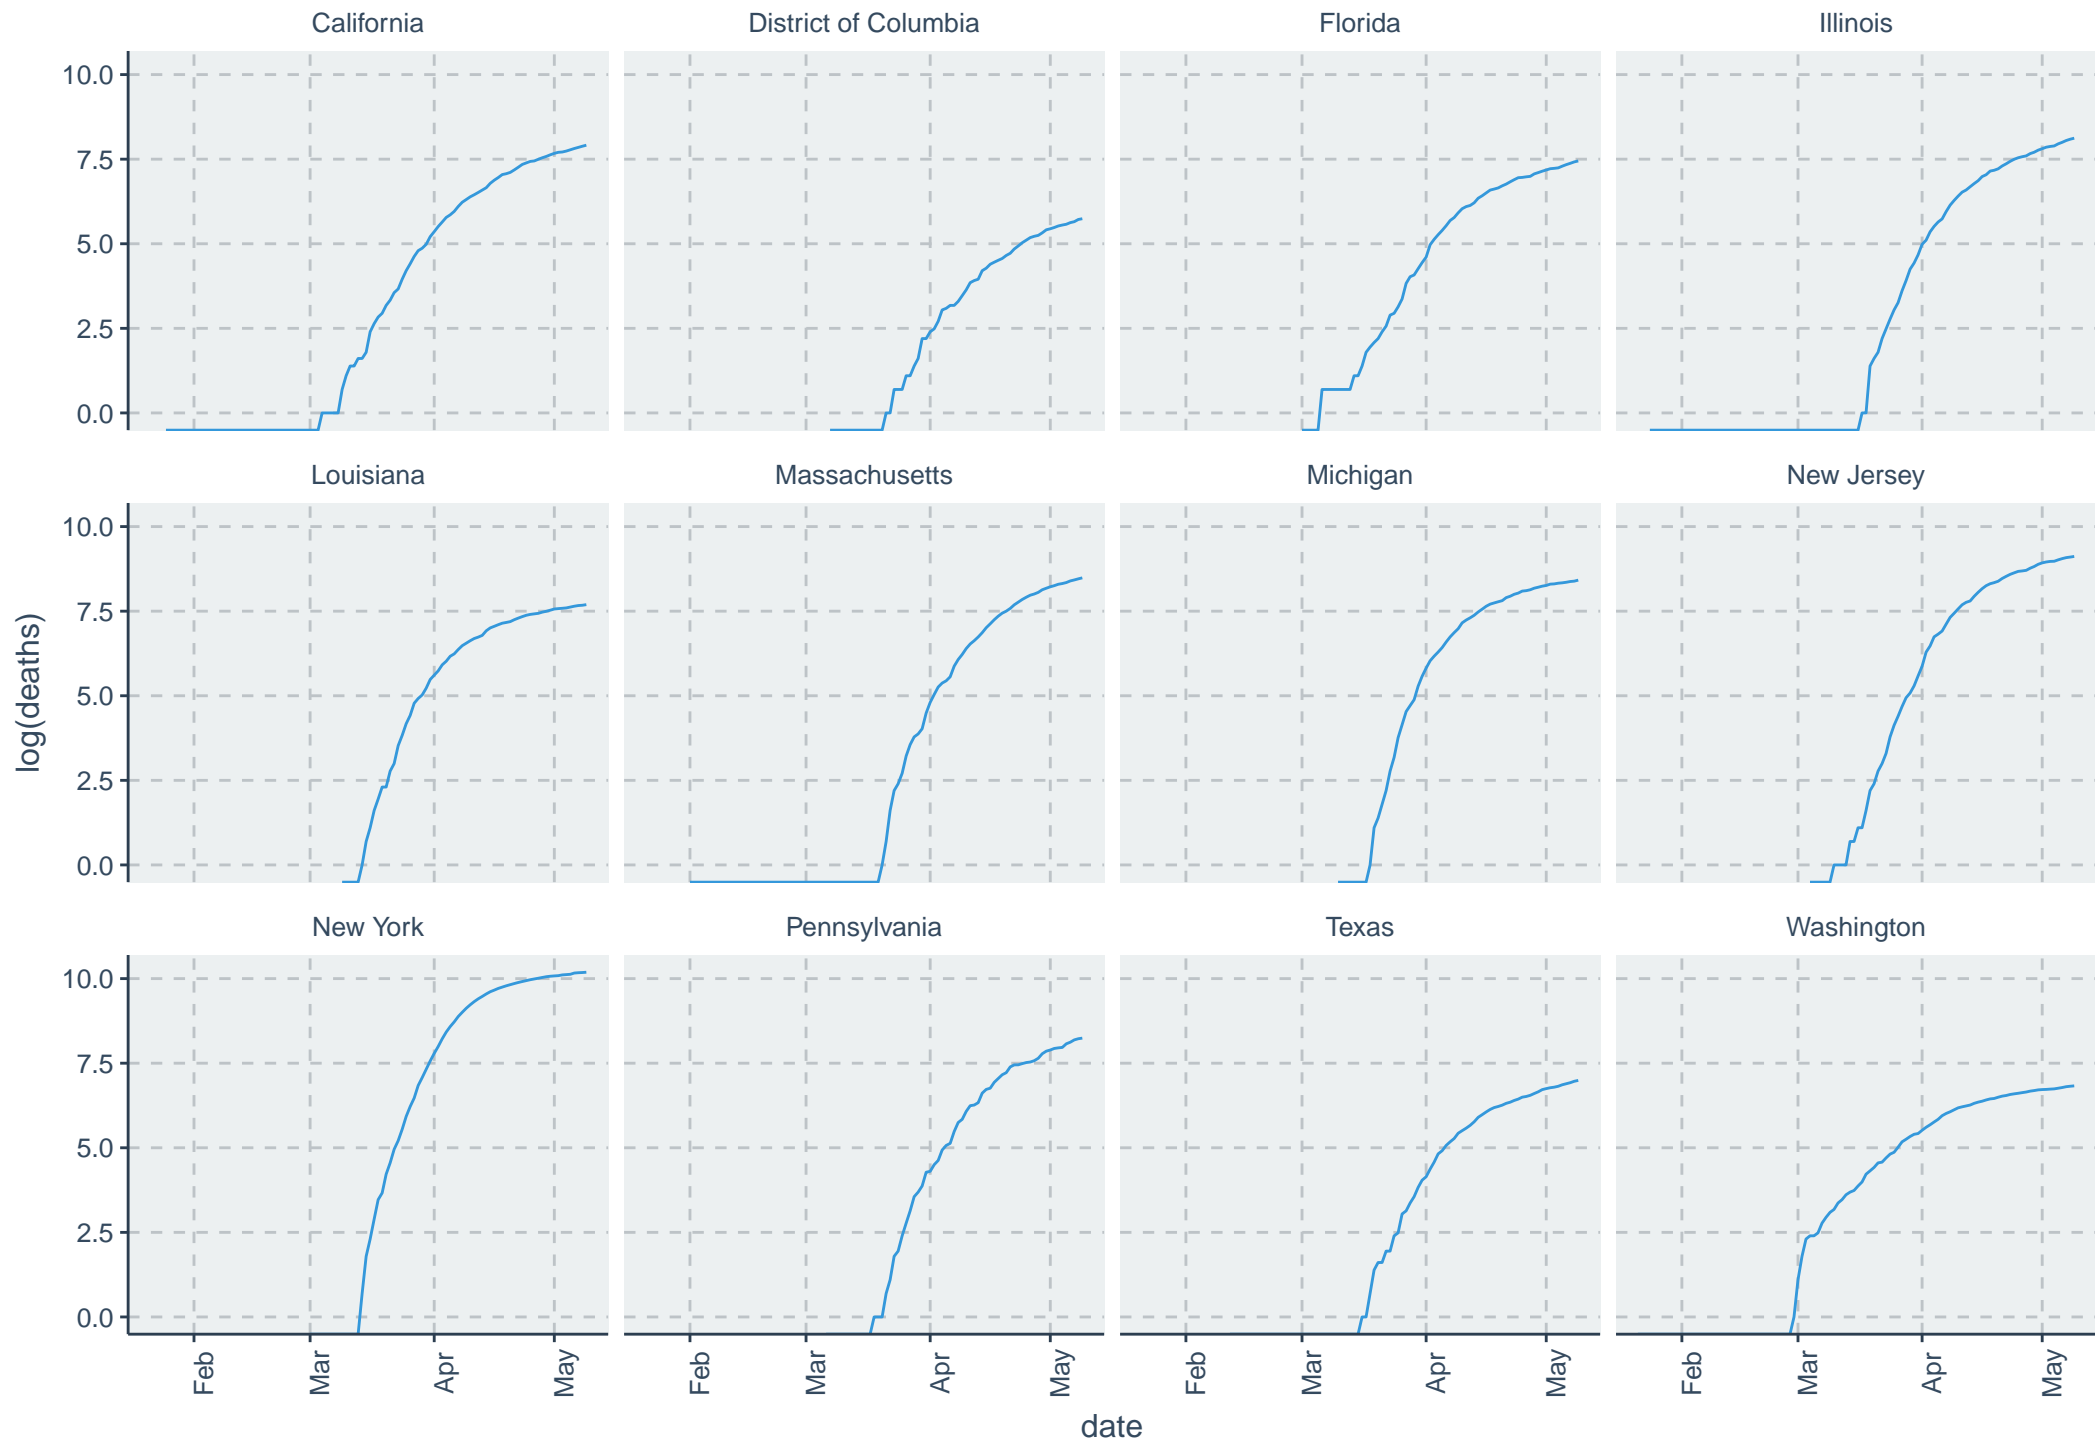 California
District of Columbia
Florida
Illinois
10.0
7.5
5.0
2.5
0.0
Louisiana
Massachusetts
Michigan
New Jersey
10.0
7.5
5.0
2.5
0.0
log(deaths)
New York
Pennsylvania
Texas
Washington
10.0
7.5
5.0
2.5
0.0
Feb
Mar
Apr
May
Feb
Mar
Apr
May
Feb
Mar
Apr
May
Feb
Mar
Apr
May
date